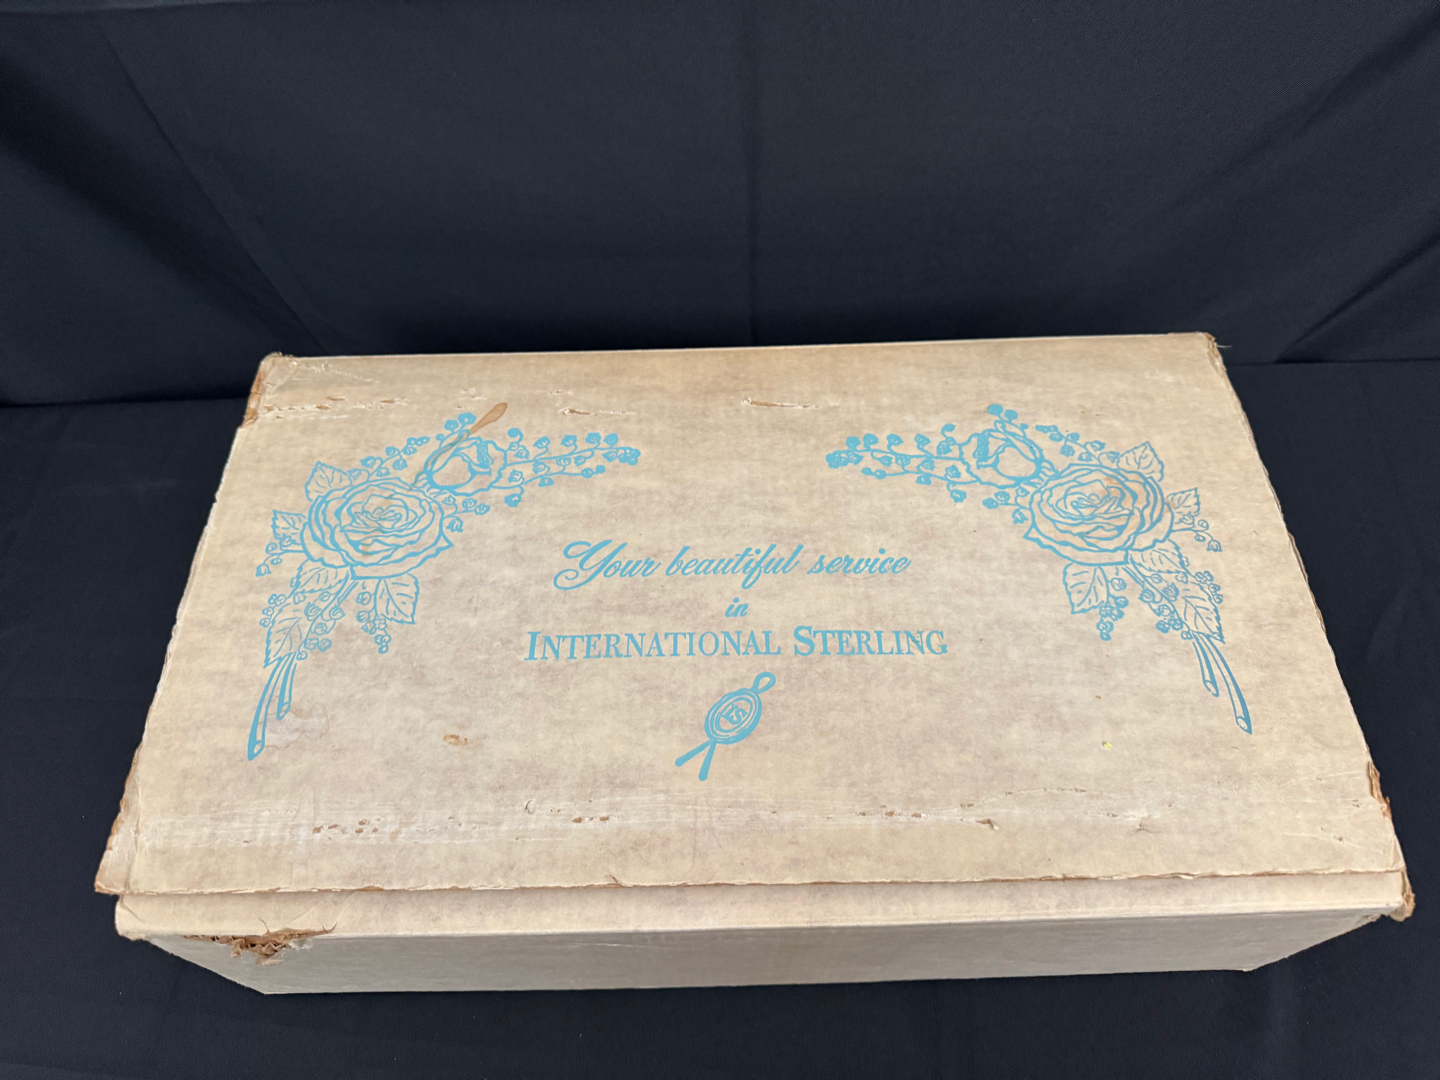 Your beautiful service
in
INTERNATIONAL STERLING